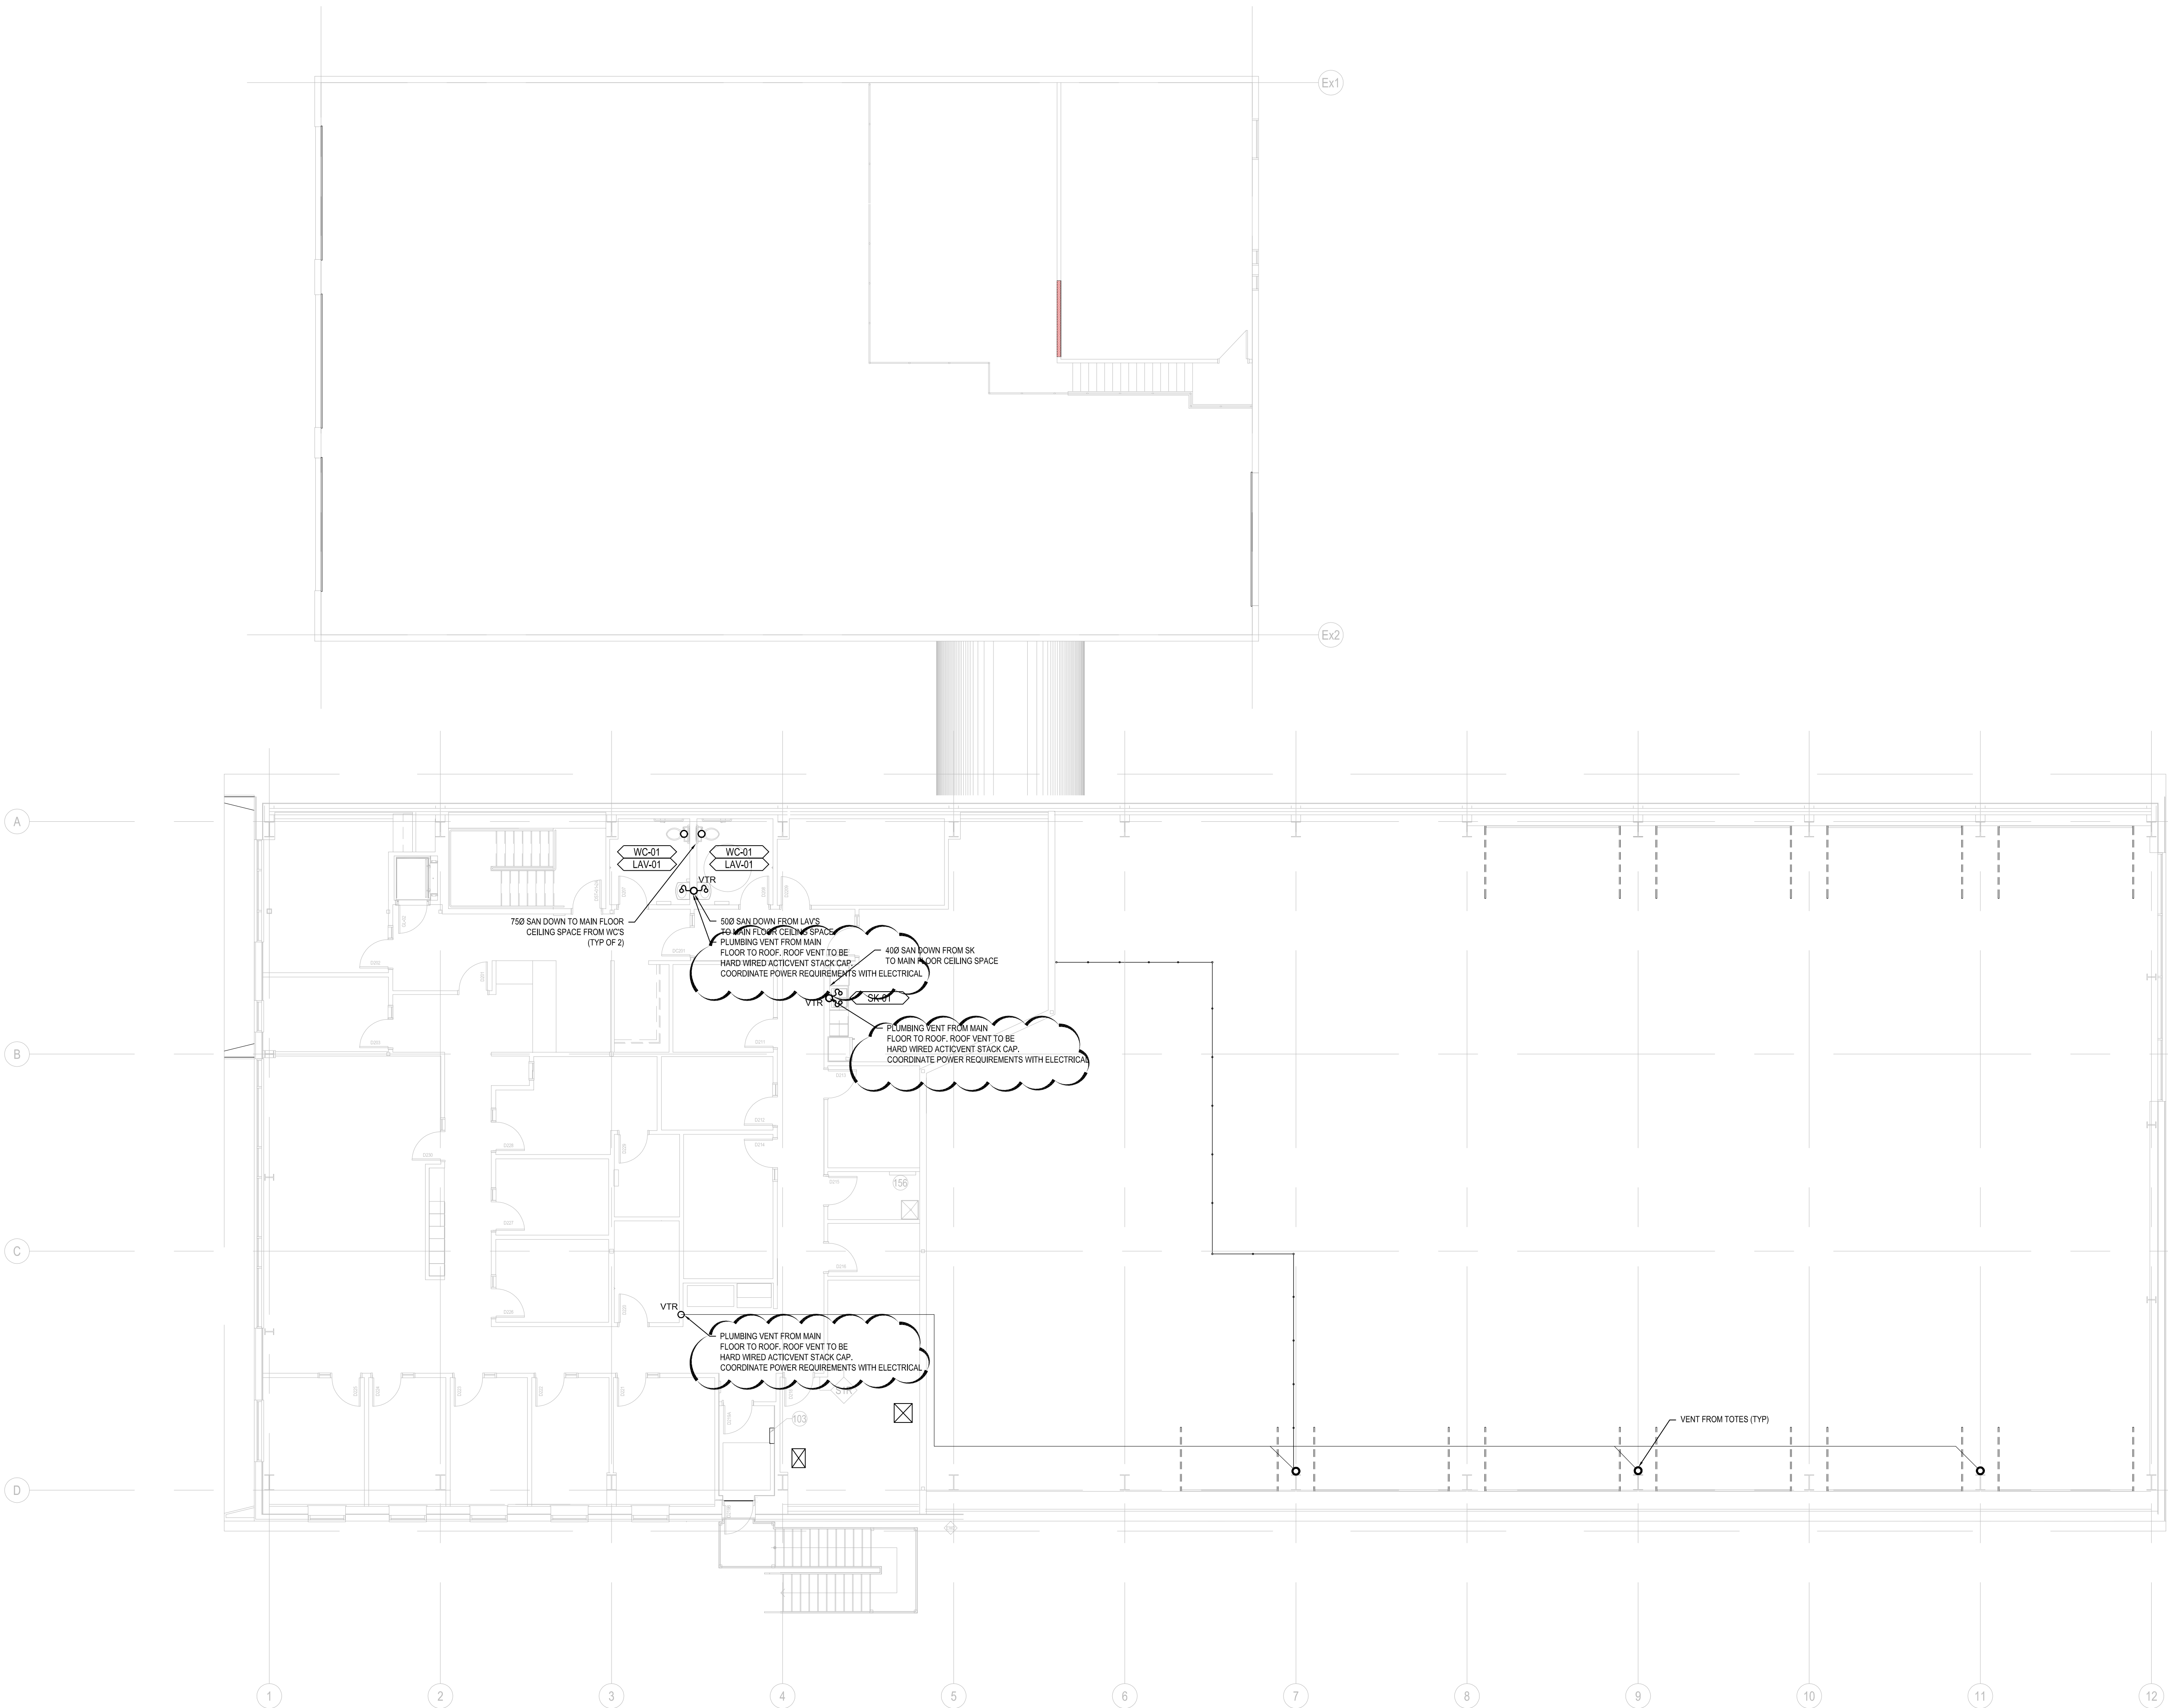 Ex1
Ex2
A
WC-01
WC-01
LAV-01
LAV-01
VTR
75Ø SAN DOWN TO MAIN FLOOR
CEILING SPACE FROM WC'S
(TYP OF 2)
50Ø SAN DOWN FROM LAV'S
TO MAIN FLOOR CEILING SPACE
PLUMBING VENT FROM MAIN
FLOOR TO ROOF. ROOF VENT TO BE
HARD WIRED ACTICVENT STACK CAP.
COORDINATE POWER REQUIREMENTS WITH ELECTRICAL
40Ø SAN DOWN FROM SK
TO MAIN FLOOR CEILING SPACE
VTR
SK-01
PLUMBING VENT FROM MAIN
FLOOR TO ROOF. ROOF VENT TO BE
HARD WIRED ACTICVENT STACK CAP.
COORDINATE POWER REQUIREMENTS WITH ELECTRICAL
B
156
C
VTR
PLUMBING VENT FROM MAIN
FLOOR TO ROOF. ROOF VENT TO BE
HARD WIRED ACTICVENT STACK CAP.
COORDINATE POWER REQUIREMENTS WITH ELECTRICAL
103
VENT FROM TOTES (TYP)
D
1
2
3
4
5
6
7
8
9
10
11
12